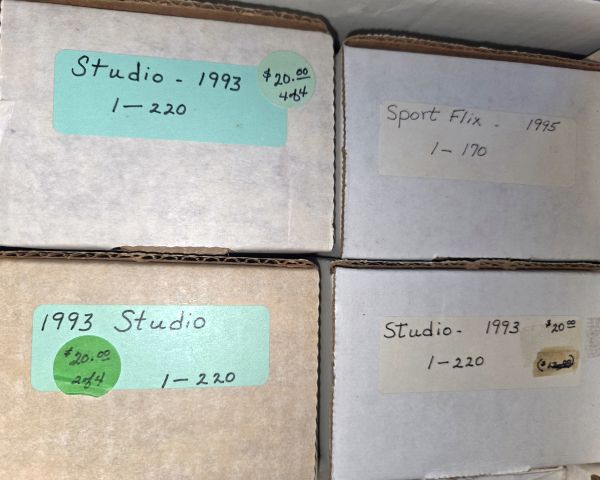 Studio - 1993
$20.00
4 of 4
1 - 220
Sport Flix - 1995
1 - 170
1993 Studio
$20.00
2 of 4
1 - 220
Studio - 1993 $20.00
1 - 220